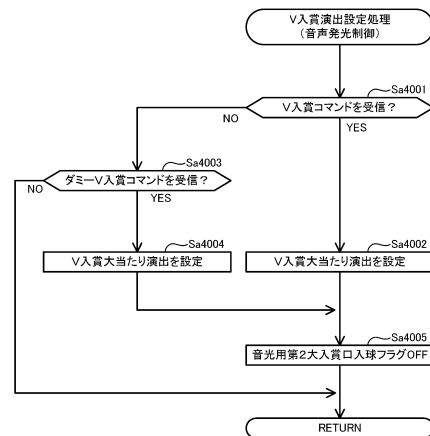 V入賞演出設定処理
(音声発光制御)
Sa4001
V入賞コマンドを受信?
NO
YES
Sa4003
ダミーV入賞コマンドを受信?
NO
YES
Sa4004
V入賞大当たり演出を設定
Sa4002
V入賞大当たり演出を設定
Sa4005
音光用第2大入賞口入球フラグOFF
RETURN